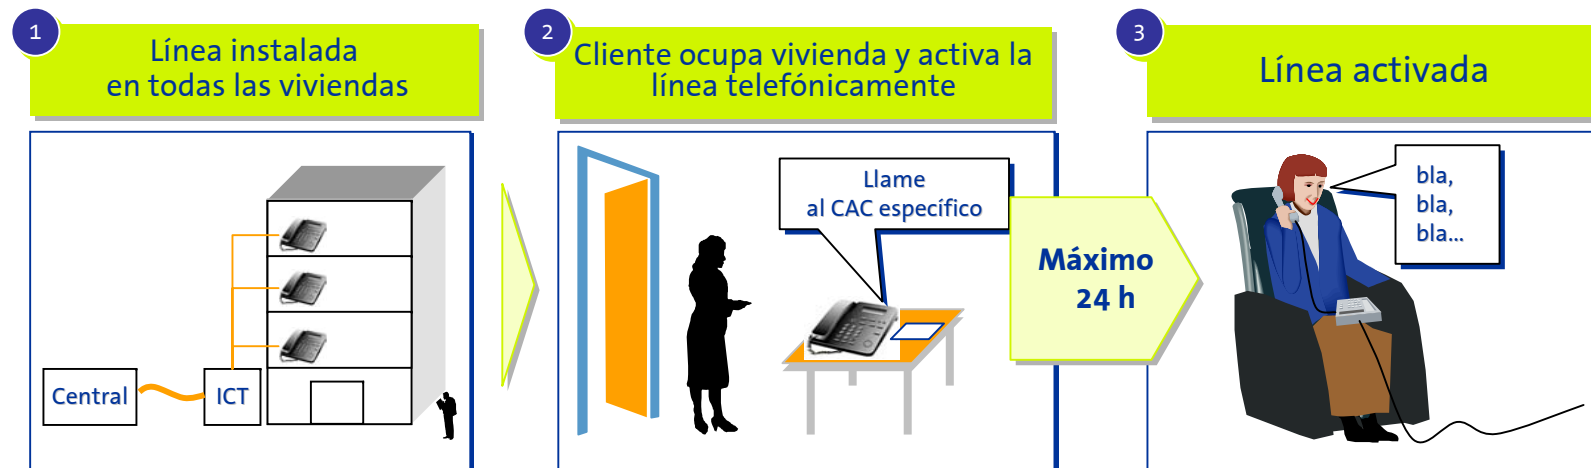 1
Línea instalada
en todas las viviendas
Central
ICT
2
Cliente ocupa vivienda y activa la
línea telefónicamente
Llame
al CAC específico
Máximo
24 h
3
Línea activada
bla,
bla,
bla...